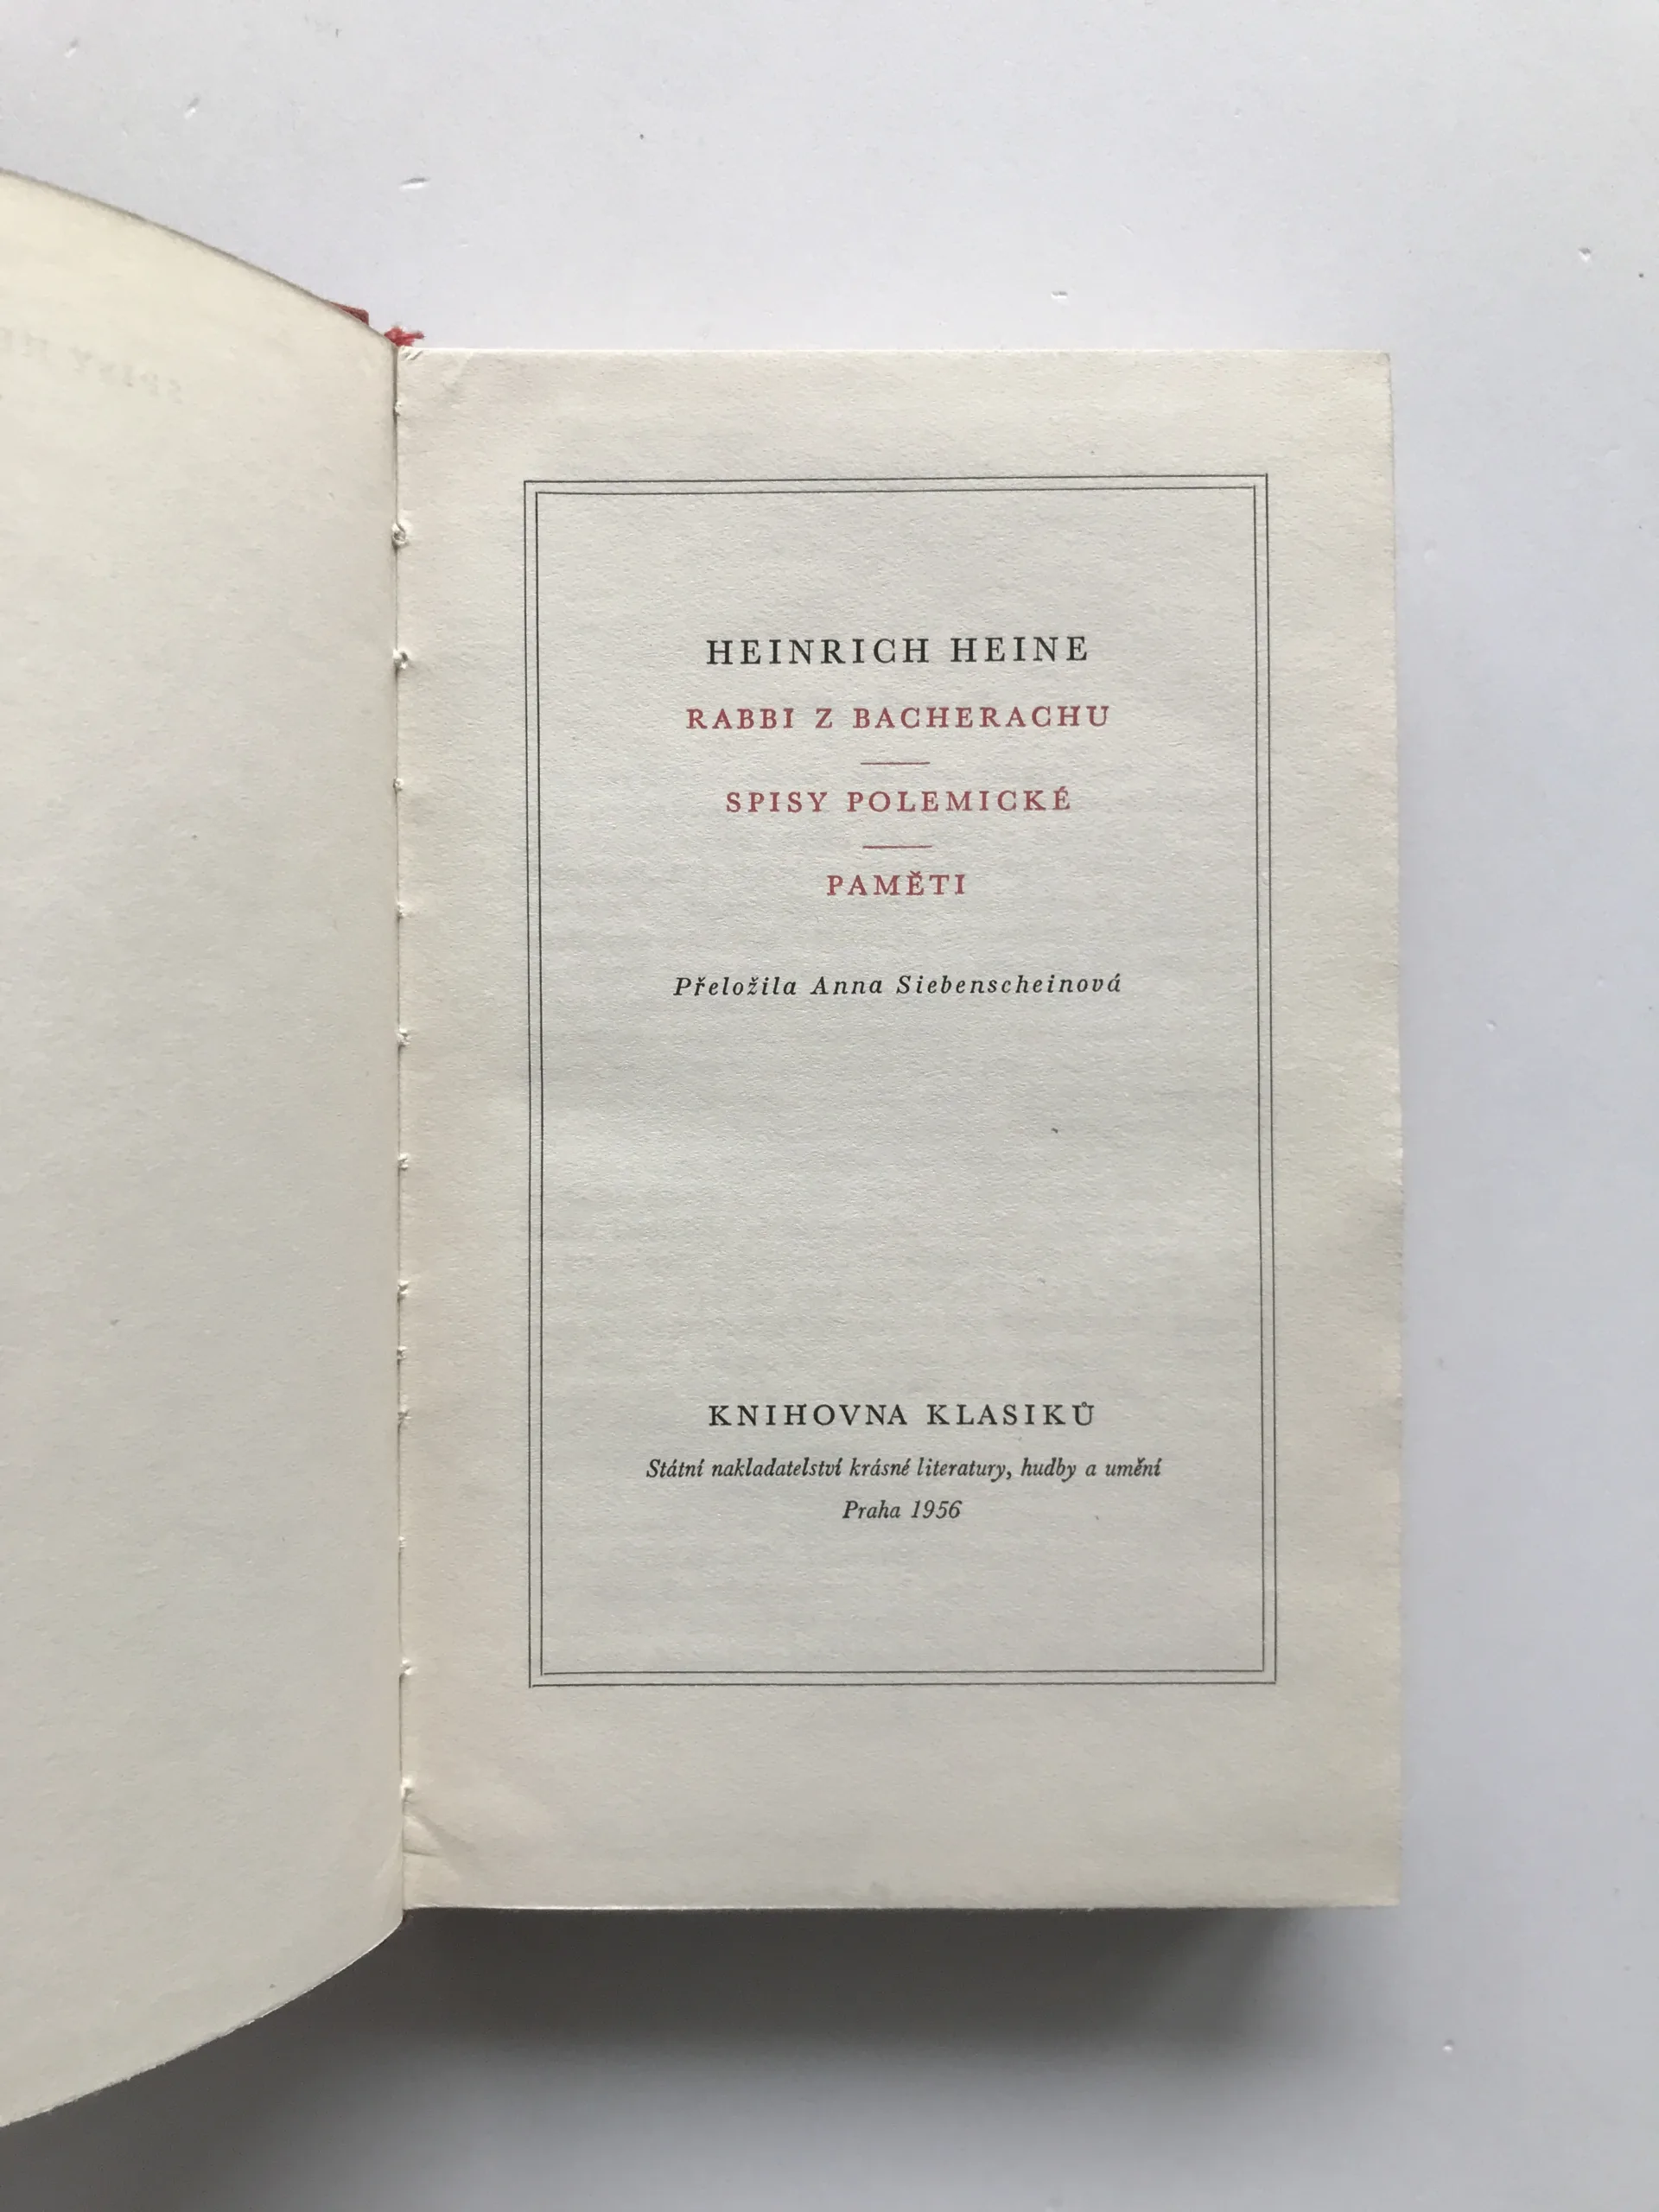 HEINRICH HEINE
RABBI Z BACHERACHU
SPISY POLEMICKÉ
PAMĚTI
Přeložila Anna Siebenscheinová
KNIHOVNA KLASIKŮ
Státní nakladatelství krásné literatury, hudby a umění
Praha 1956